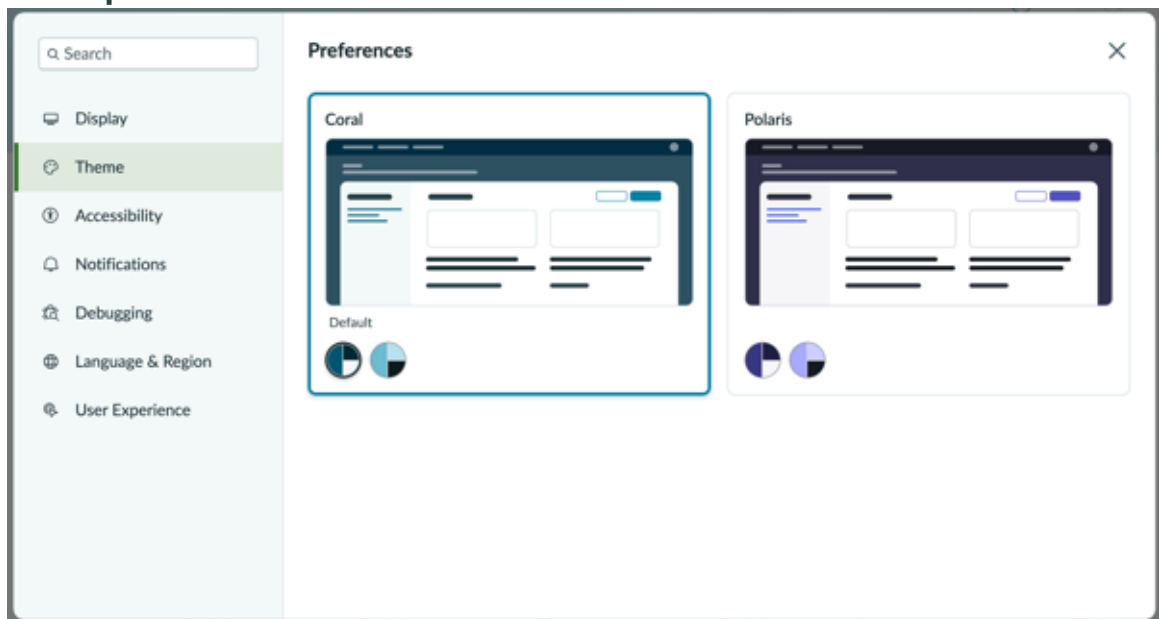 Search
Preferences
Display
Theme
Accessibility
Notifications
Debugging
Language & Region
User Experience
Coral
Default
Polaris